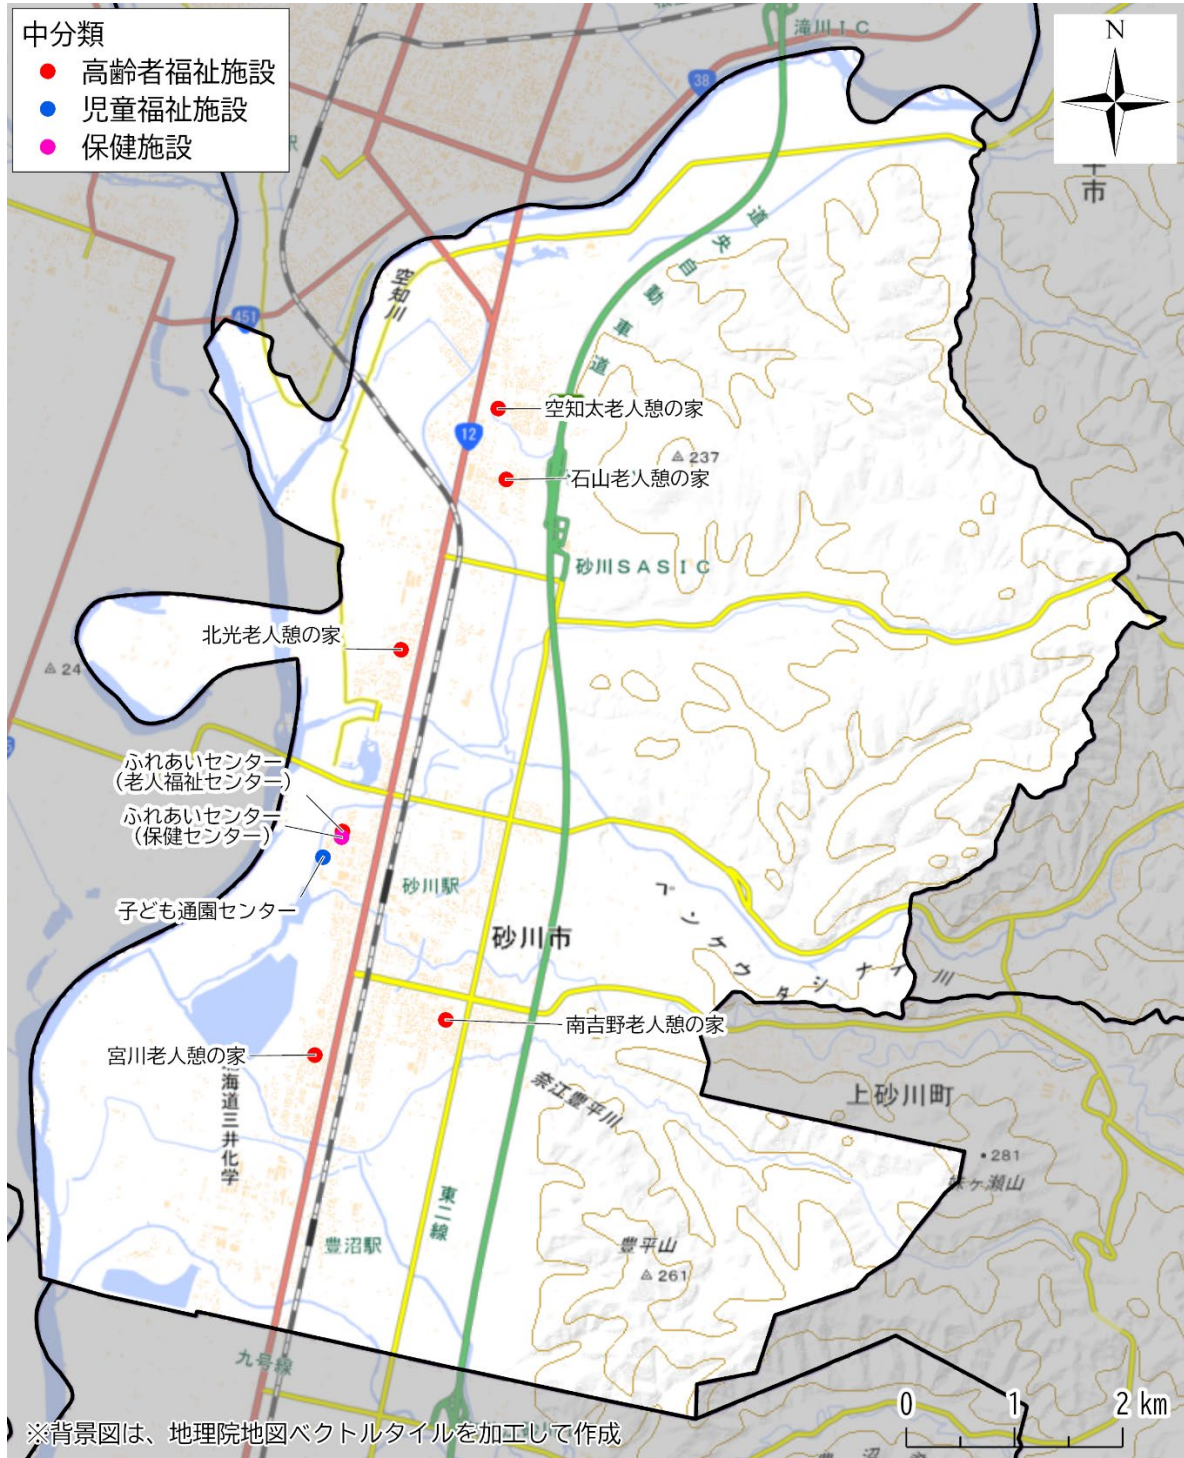 中分類
高齢者福祉施設
児童福祉施設
保健施設
滝川IC
N
38
市
道央自動車道
空知川
451
空知太老人憩の家
12
237
石山老人憩の家
砂川SASIC
北光老人憩の家
24
ふれあいセンター
(老人福祉センター)
ふれあいセンター
(保健センター)
砂川駅
子ども通園センター
ペンケウタシナイ川
砂川市
南吉野老人憩の家
宮川老人憩の家
海道三井化学
奈江豊平川
上砂川町
281
妹ヶ瀬山
東二線
豊沼駅
豊平山
261
九号線
0 1 2 km
※背景図は、地理院地図ベクトルタイルを加工して作成